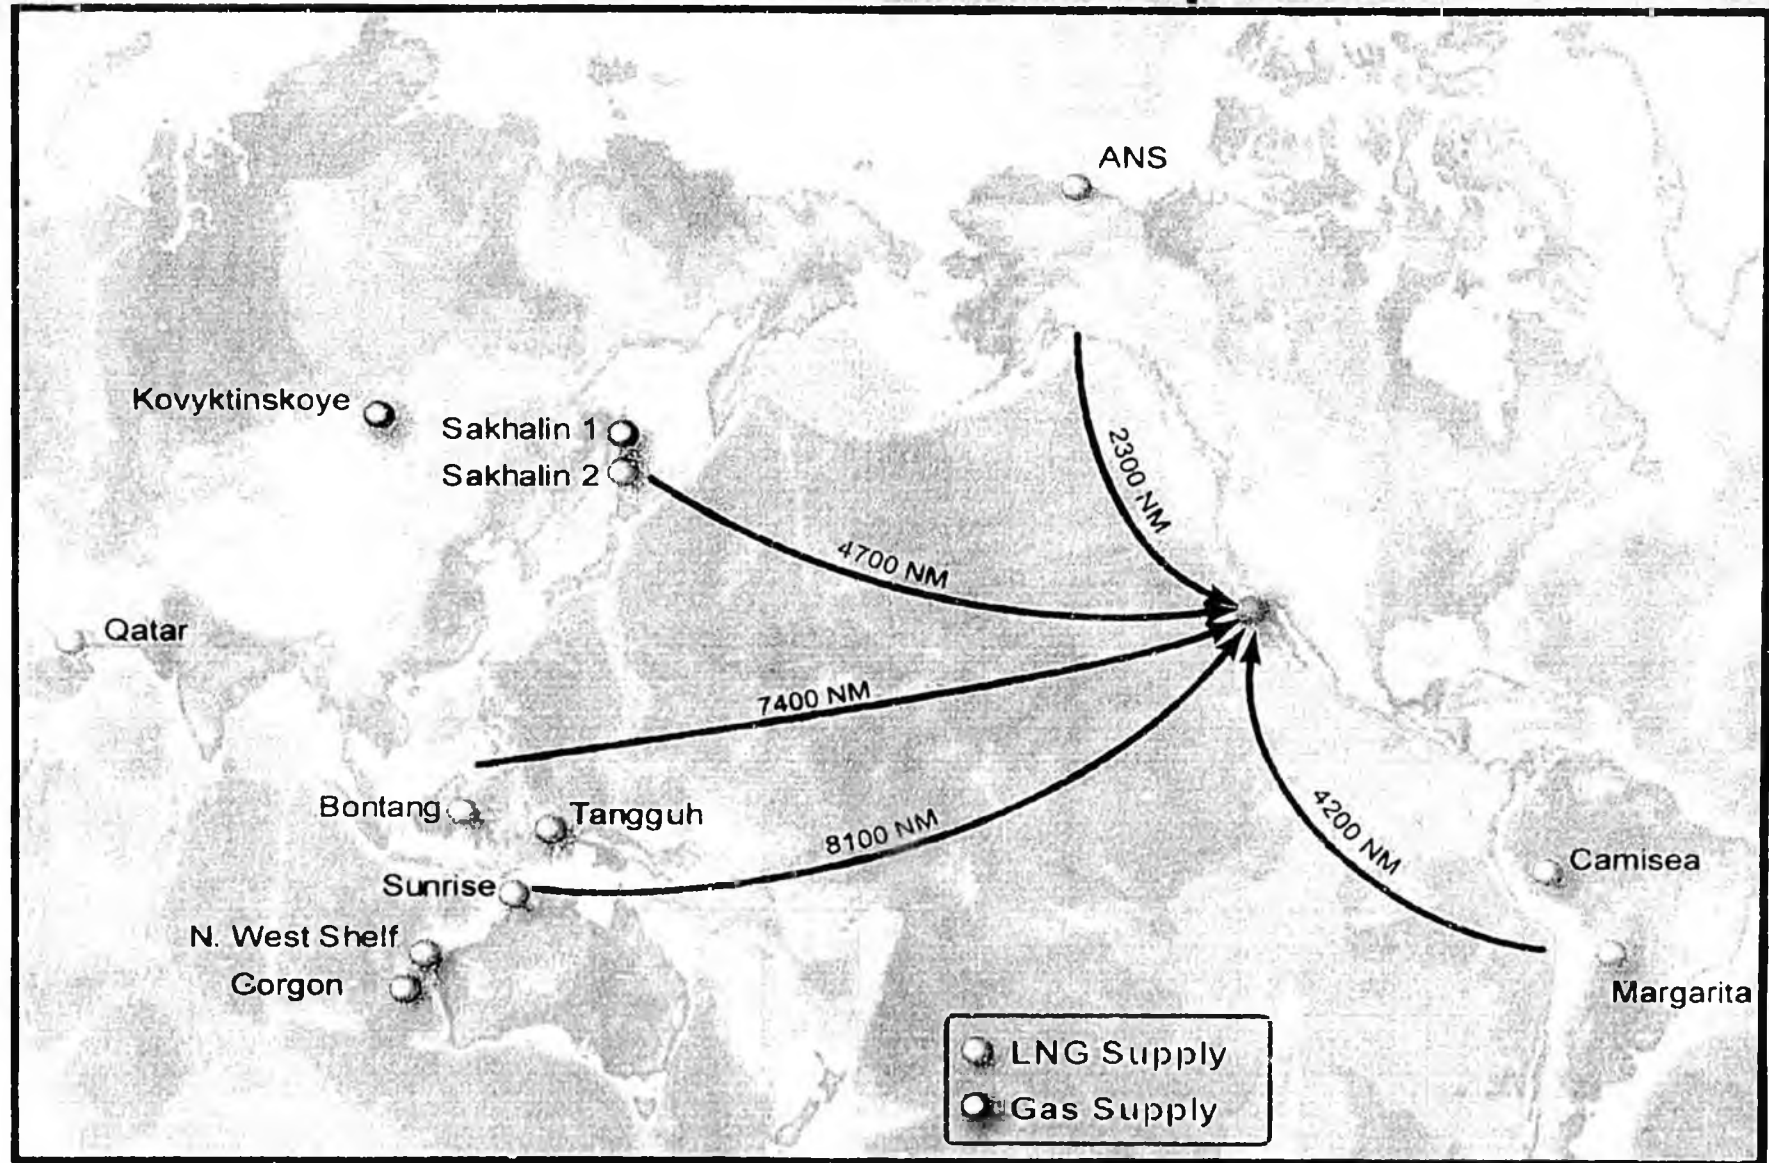 ANS
Kovyktinskoye
Sakhalin 1
Sakhalin 2
2300 NM
4700 NM
Qatar
7400 NM
Bontang
Tangguh
8100 NM
4200 NM
Camisea
Sunrise
N. West Shelf
Gorgon
Margarita
LNG Supply
Gas Supply